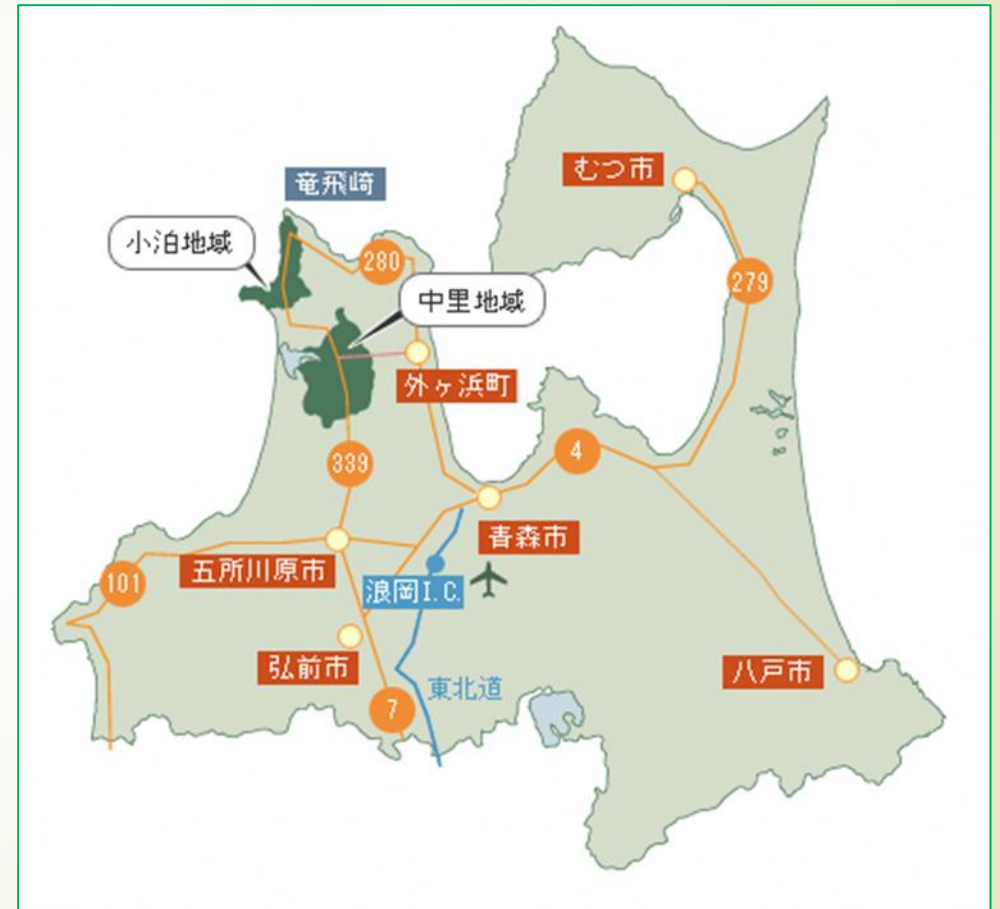 むつ市
竜飛崎
小泊地域
280
279
中里地域
外ヶ浜町
4
339
青森市
五所川原市
101
浪岡I.C.
弘前市
八戸市
東北道
7